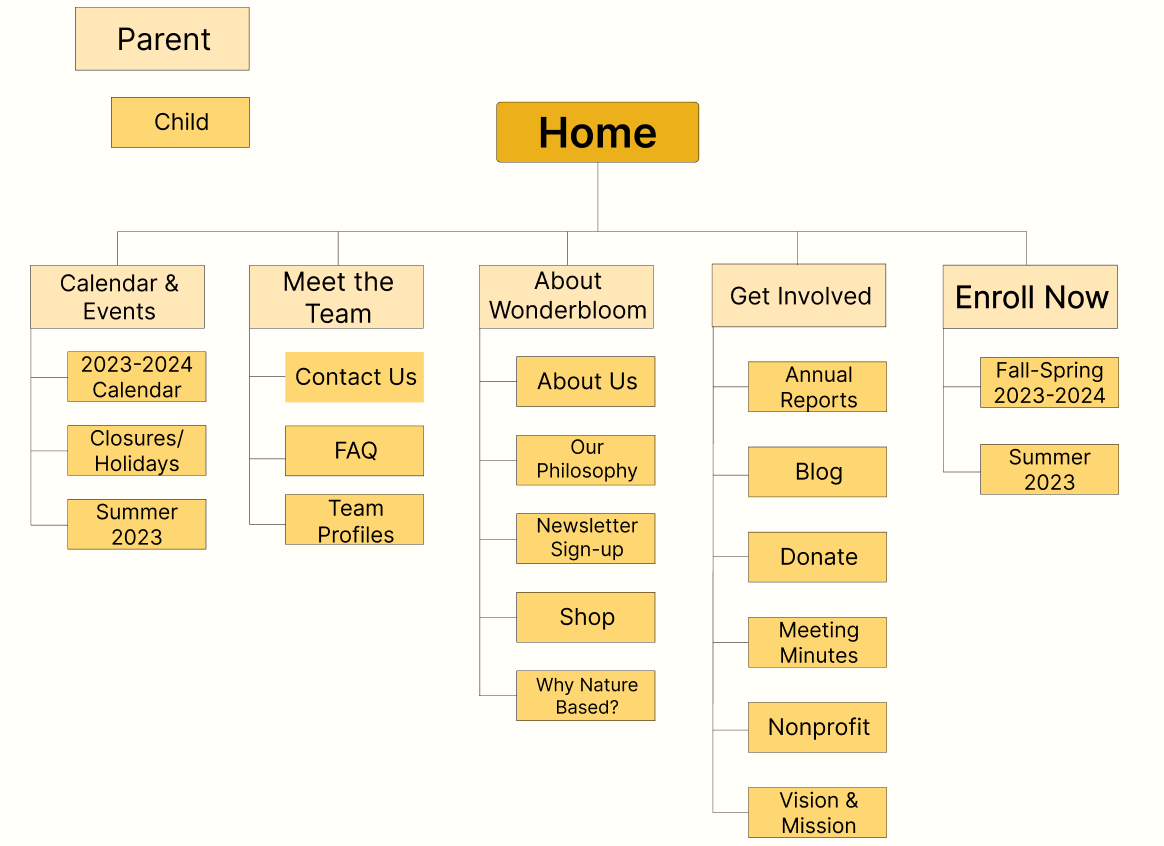 Parent
Child
Home
Calendar &
Events
2023-2024
Calendar
Closures/
Holidays
Summer
2023
Meet the
Team
Contact Us
FAQ
Team
Profiles
About
Wonderbloom
About Us
Our
Philosophy
Newsletter
Sign-up
Shop
Why Nature
Based?
Get Involved
Annual
Reports
Blog
Donate
Meeting
Minutes
Nonprofit
Vision &
Mission
Enroll Now
Fall-Spring
2023-2024
Summer
2023